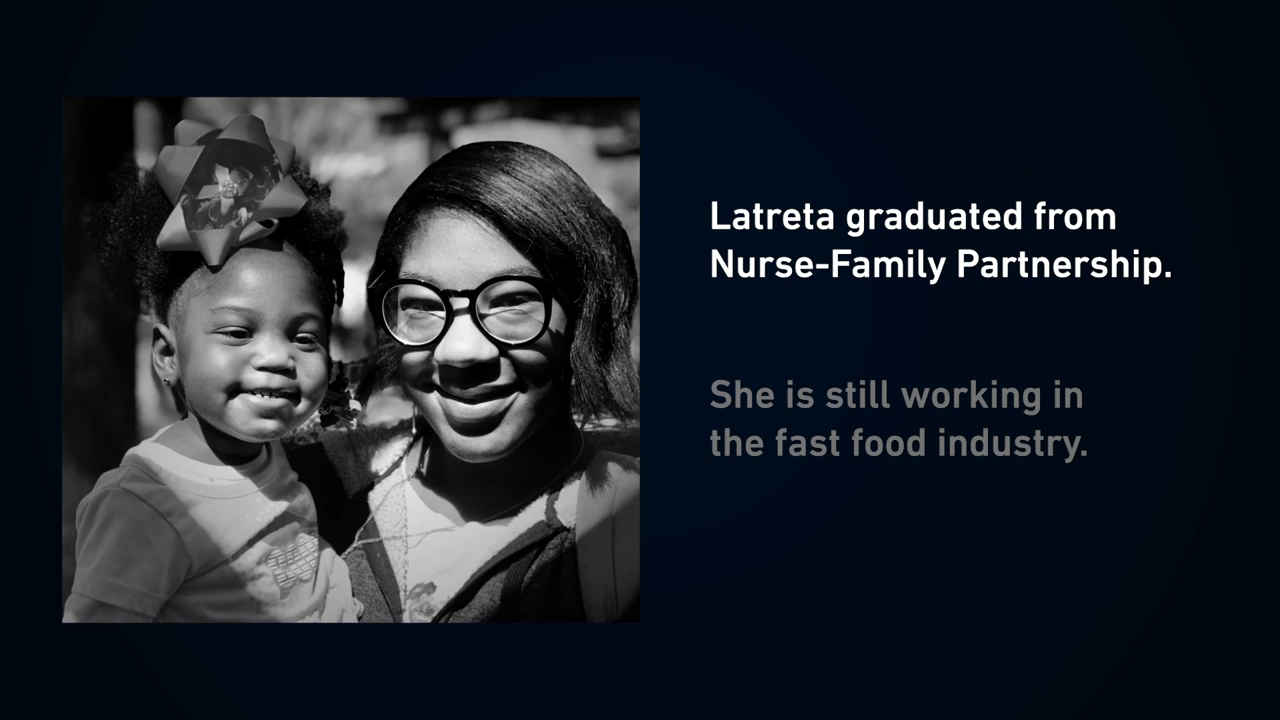 Latreta graduated from
Nurse-Family Partnership.
She is still working in
the fast food industry.